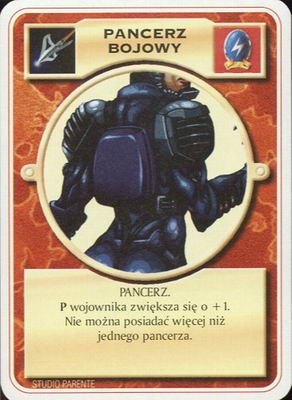 PANCERZ
BOJOWY
PANCERZ.
P wojownika zwiększa się o +1.
Nie można posiadać więcej niż
jednego pancerza.
STUDIO PARENTE